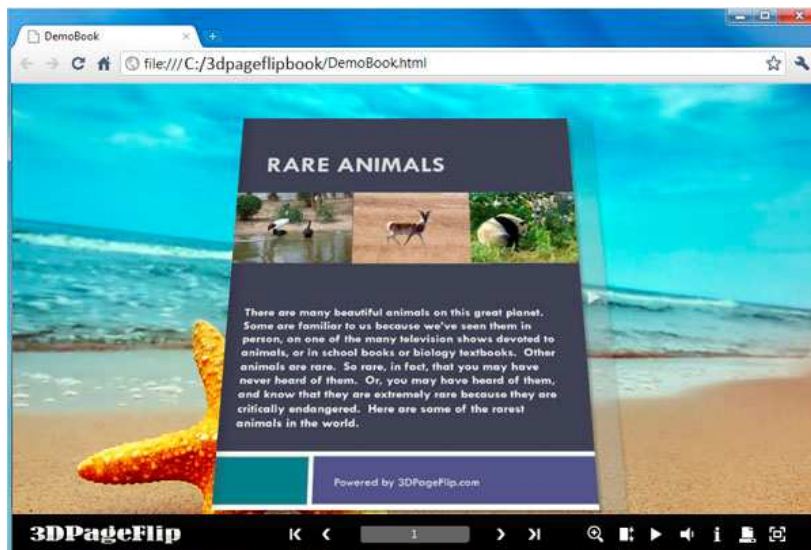 DemoBook
file:///C:/3dpageflipbook/DemoBook.html
RARE ANIMALS
There are many beautiful animals on this great planet.
Some are familiar to us because we've seen them in
person, on one of the many television shows devoted to
animals, or in school books or biology textbooks.  Other
animals are rare.  So rare, in fact, that you may have
never heard of them.  Or, you may have heard of them,
and know that they are extremely rare because they are
critically endangered.  Here are some of the rarest
animals in the world.
Powered by 3DPageFlip.com
3DPageFlip
1